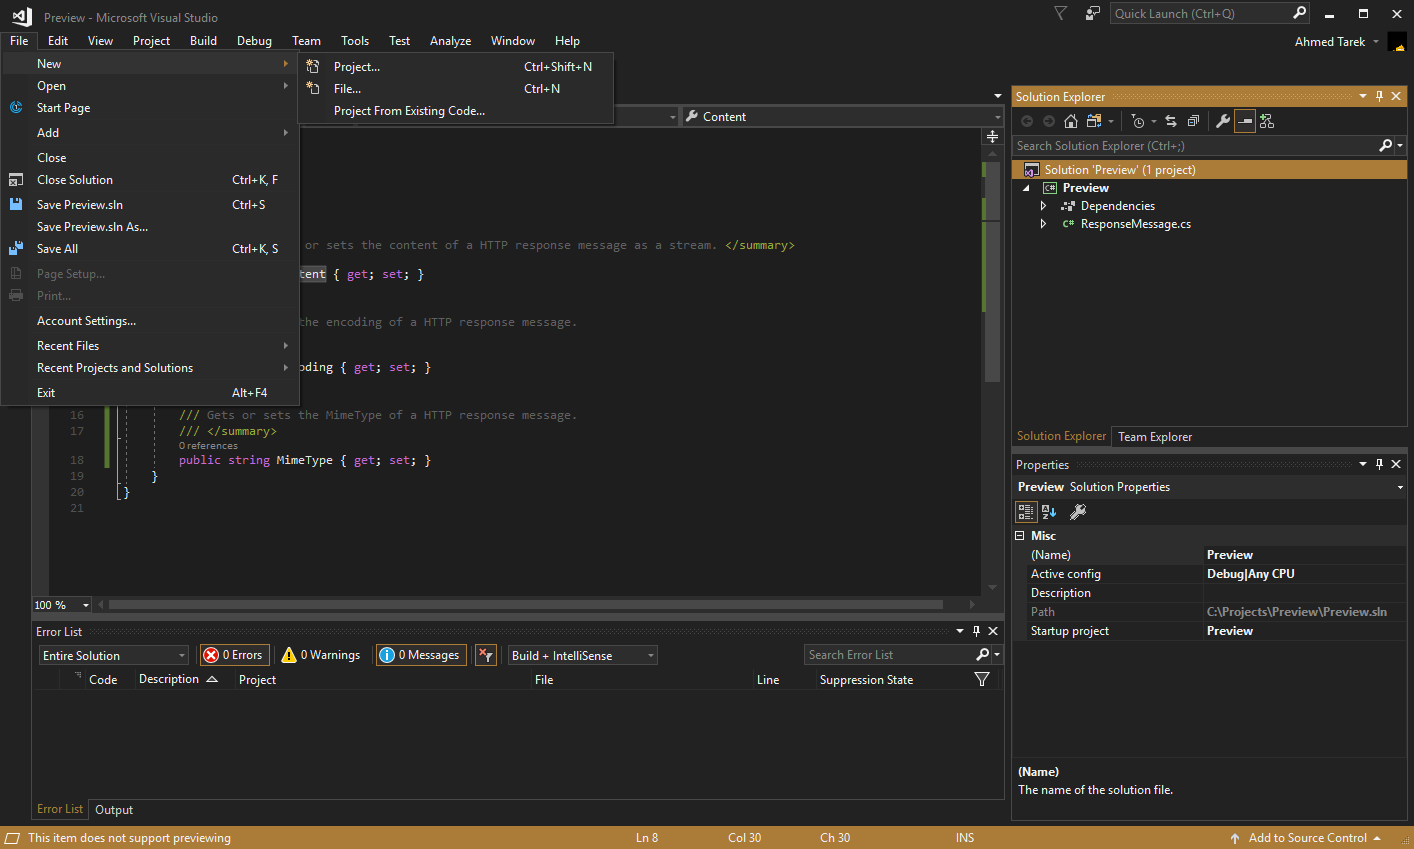 Preview - Microsoft Visual Studio
Quick Launch (Ctrl+Q)
File Edit View Project Build Debug Team Tools Test Analyze Window Help
Ahmed Tarek
New
Open
Start Page
Add
Close
Close Solution Ctrl+K, F
Save Preview.sln Ctrl+S
Save Preview.sln As...
Save All Ctrl+K, S
Page Setup...
Print...
Account Settings...
Recent Files
Recent Projects and Solutions
Exit Alt+F4
Project... Ctrl+Shift+N
File... Ctrl+N
Project From Existing Code...
Content
or sets the content of a HTTP response message as a stream. </summary>
tent { get; set; }
the encoding of a HTTP response message.
oding { get; set; }
16 /// Gets or sets the MimeType of a HTTP response message.
17 /// </summary>
0 references
18 public string MimeType { get; set; }
19 }
20 }
21
100 %
Error List
Entire Solution 0 Errors 0 Warnings 0 Messages Build + IntelliSense Search Error List
Code Description Project File Line Suppression State
Error List Output
Solution Explorer
Search Solution Explorer (Ctrl+;)
Solution 'Preview' (1 project)
C# Preview
Dependencies
C# ResponseMessage.cs
Solution Explorer Team Explorer
Properties
Preview Solution Properties
Misc
(Name) Preview
Active config Debug|Any CPU
Description
Path C:\Projects\Preview\Preview.sln
Startup project Preview
(Name)
The name of the solution file.
This item does not support previewing Ln 8 Col 30 Ch 30 INS Add to Source Control